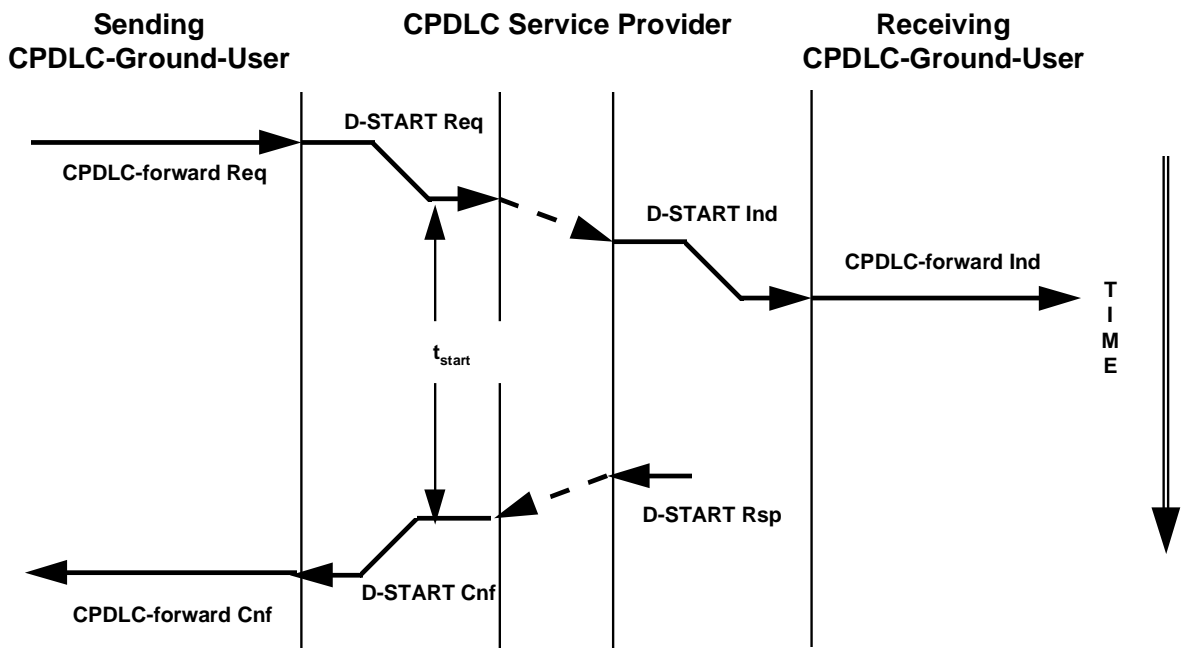 Sending
CPDLC-Ground-User
CPDLC Service Provider
Receiving
CPDLC-Ground-User
D-START Req
CPDLC-forward Req
D-START Ind
CPDLC-forward Ind
T
I
M
E
tstart
D-START Rsp
D-START Cnf
CPDLC-forward Cnf